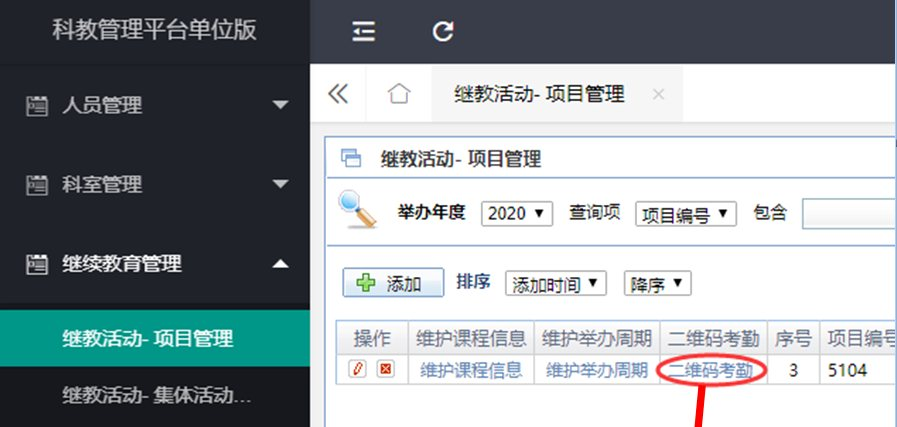 科教管理平台单位版
人员管理
科室管理
继续教育管理
继教活动- 项目管理
继教活动- 集体活动...
继教活动- 项目管理
继教活动- 项目管理
举办年度 2020 查询项 项目编号 包含
添加 排序 添加时间 降序
操作 维护课程信息 维护举办周期 二维码考勤 序号 项目编号
维护课程信息 维护举办周期 二维码考勤 3 5104